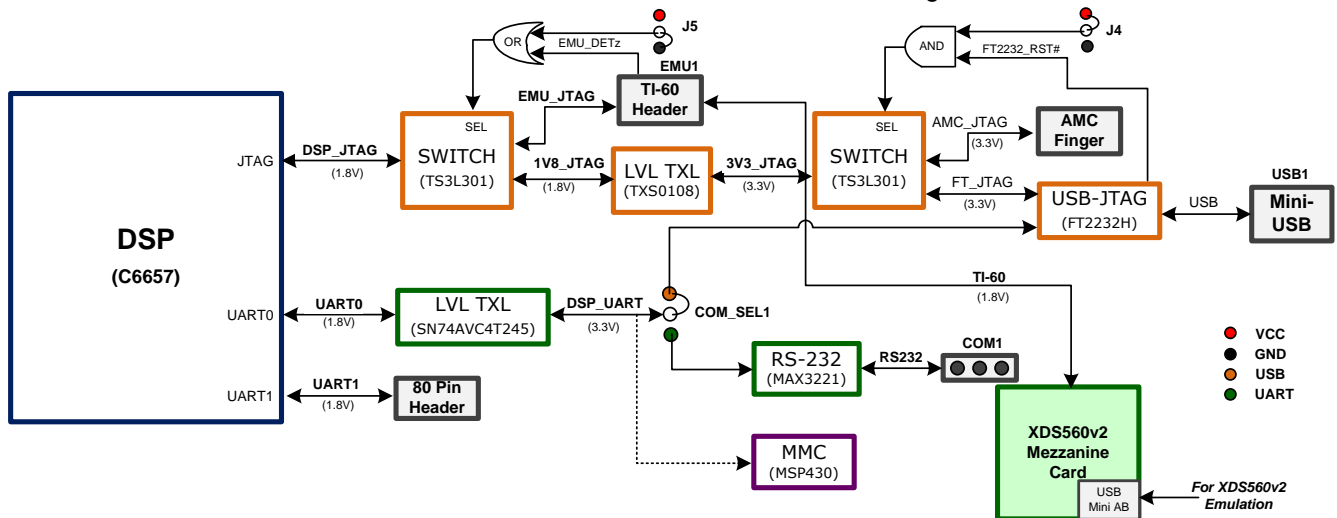 J5
J4
OR
EMU_DETz
AND
FT2232_RST#
EMU1
TI-60
Header
EMU_JTAG
SEL
SWITCH
(TS3L301)
JTAG
DSP_JTAG
(1.8V)
1V8_JTAG
(1.8V)
LVL TXL
(TXS0108)
3V3_JTAG
(3.3V)
SEL
SWITCH
(TS3L301)
AMC_JTAG
(3.3V)
AMC
Finger
FT_JTAG
(3.3V)
USB-JTAG
(FT2232H)
USB
USB1
Mini-
USB
DSP
(C6657)
TI-60
(1.8V)
UART0
UART0
(1.8V)
LVL TXL
(SN74AVC4T245)
DSP_UART
(3.3V)
COM_SEL1
RS-232
(MAX3221)
RS232
COM1
VCC
GND
USB
UART
UART1
UART1
(1.8V)
80 Pin
Header
MMC
(MSP430)
XDS560v2
Mezzanine
Card
USB
Mini AB
For XDS560v2
Emulation